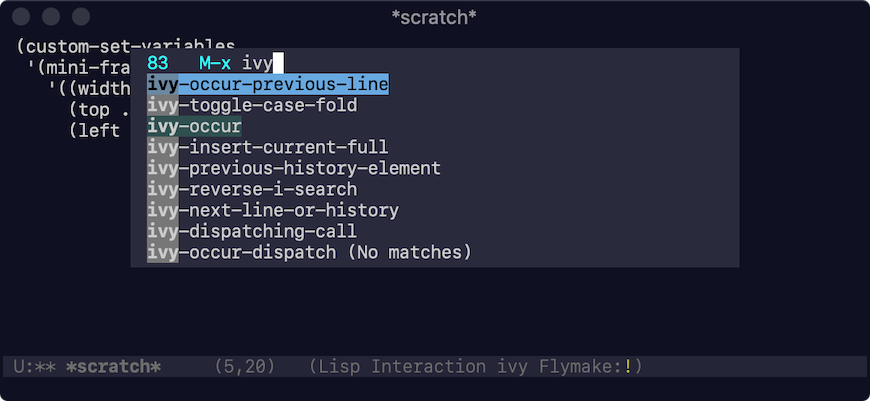 *scratch*
(custom-set-variables
'(mini-fra
'((width
(top .
(left
83 M-x ivy
ivy-occur-previous-line
ivy-toggle-case-fold
ivy-occur
ivy-insert-current-full
ivy-previous-history-element
ivy-reverse-i-search
ivy-next-line-or-history
ivy-dispatching-call
ivy-occur-dispatch (No matches)
U:** *scratch* (5,20) (Lisp Interaction ivy Flymake:!)